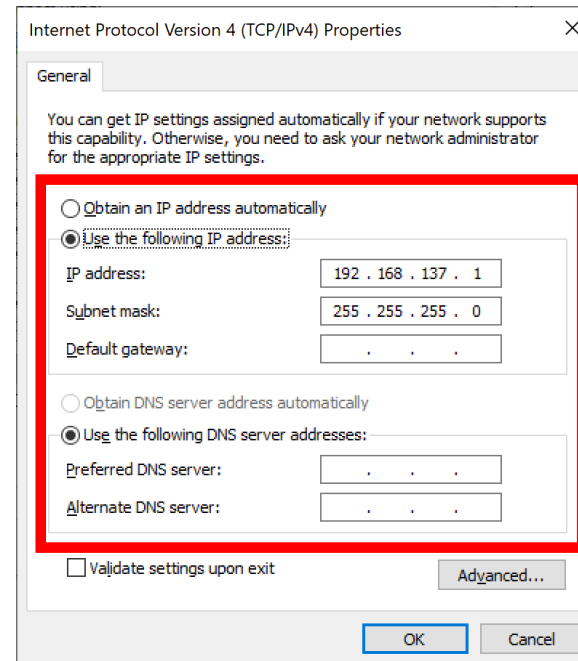 Internet Protocol Version 4 (TCP/IPv4) Properties
General
You can get IP settings assigned automatically if your network supports
this capability. Otherwise, you need to ask your network administrator
for the appropriate IP settings.
Obtain an IP address automatically
Use the following IP address:
IP address: 192 . 168 . 137 . 1
Subnet mask: 255 . 255 . 255 . 0
Default gateway: . . .
Obtain DNS server address automatically
Use the following DNS server addresses:
Preferred DNS server: . . .
Alternate DNS server: . . .
Validate settings upon exit
Advanced...
OK Cancel